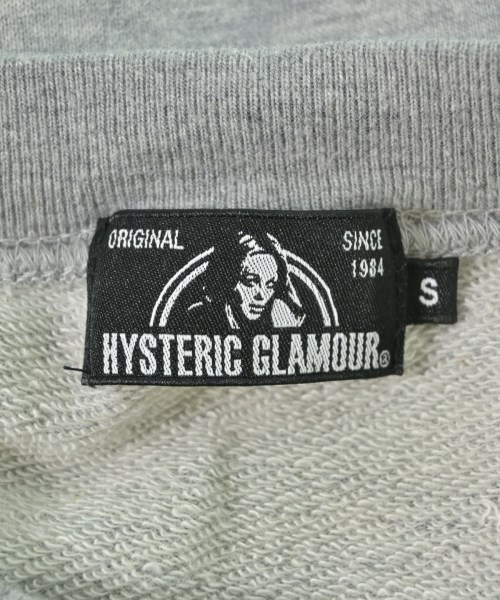 ORIGINAL
SINCE
1984
HYSTERIC GLAMOUR®
S